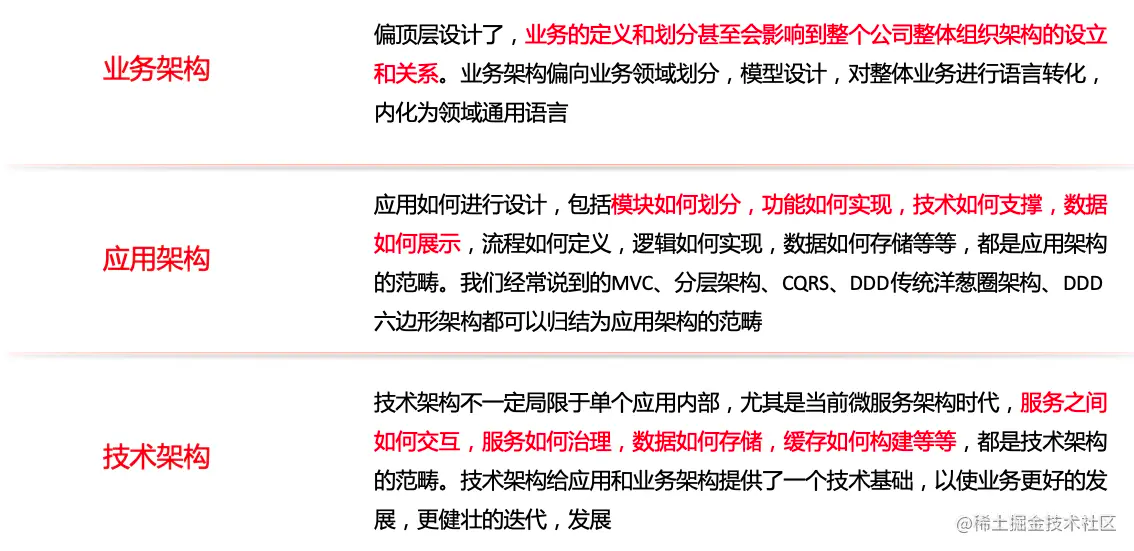 业务架构
偏顶层设计了，业务的定义和划分甚至会影响到整个公司整体组织架构的设立
和关系。业务架构偏向业务领域划分，模型设计，对整体业务进行语言转化，
内化为领域通用语言
应用架构
应用如何进行设计，包括模块如何划分，功能如何实现，技术如何支撑，数据
如何展示，流程如何定义，逻辑如何实现，数据如何存储等等，都是应用架构
的范畴。我们经常说到的MVC、分层架构、CQRS、DDD传统洋葱圈架构、DDD
六边形架构都可以归结为应用架构的范畴
技术架构
技术架构不一定局限于单个应用内部，尤其是当前微服务架构时代，服务之间
如何交互，服务如何治理，数据如何存储，缓存如何构建等等，都是技术架构
的范畴。技术架构给应用和业务架构提供了一个技术基础，以使业务更好的发
展，更健壮的迭代，发展
@稀土掘金技术社区